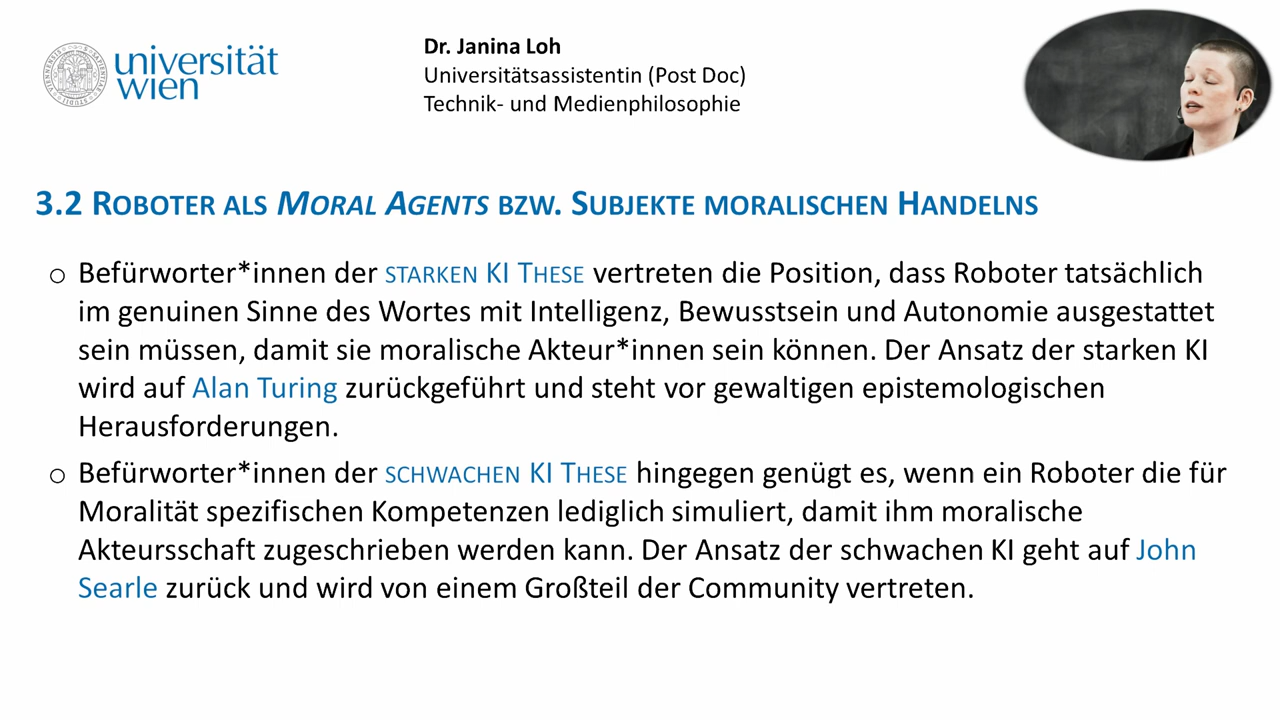 universität
wien
Dr. Janina Loh
Universitätsassistentin (Post Doc)
Technik- und Medienphilosophie
3.2 ROBOTER ALS MORAL AGENTS BZW. SUBJEKTE MORALISCHEN HANDELNS
o Befürworter*innen der STARKEN KI THESE vertreten die Position, dass Roboter tatsächlich
im genuinen Sinne des Wortes mit Intelligenz, Bewusstsein und Autonomie ausgestattet
sein müssen, damit sie moralische Akteur*innen sein können. Der Ansatz der starken KI
wird auf Alan Turing zurückgeführt und steht vor gewaltigen epistemologischen
Herausforderungen.
o Befürworter*innen der SCHWACHEN KI THESE hingegen genügt es, wenn ein Roboter die für
Moralität spezifischen Kompetenzen lediglich simuliert, damit ihm moralische
Akteursschaft zugeschrieben werden kann. Der Ansatz der schwachen KI geht auf John
Searle zurück und wird von einem Großteil der Community vertreten.